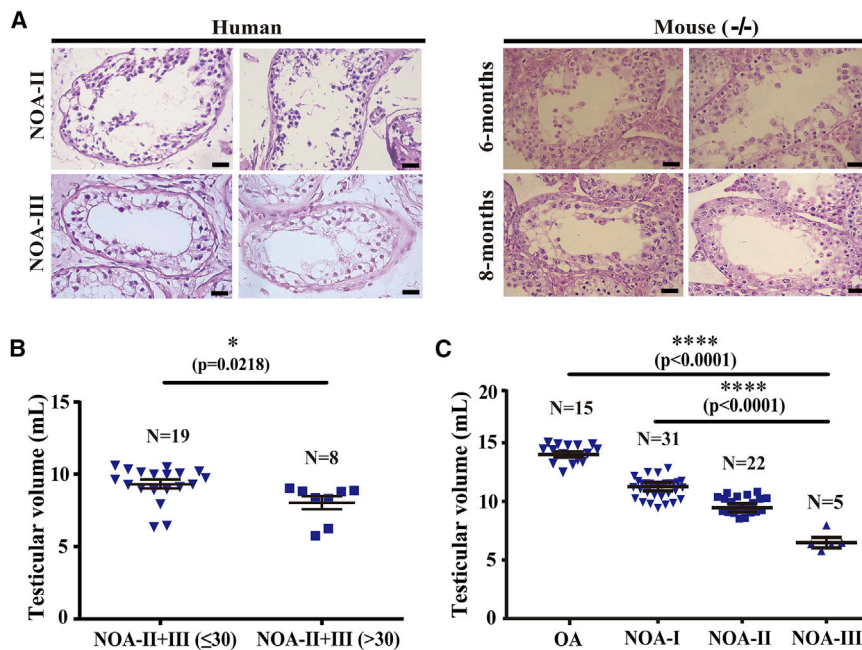 A
Human
Mouse (-/-)
NOA-II
NOA-III
6-months
8-months
B
*
(p=0.0218)
Testicular volume (mL)
15
10
5
0
N=19
N=8
NOA-II+III (≤30)
NOA-II+III (>30)
C
****
(p<0.0001)
****
(p<0.0001)
Testicular volume (mL)
20
15
10
5
0
N=15
N=31
N=22
N=5
OA
NOA-I
NOA-II
NOA-III